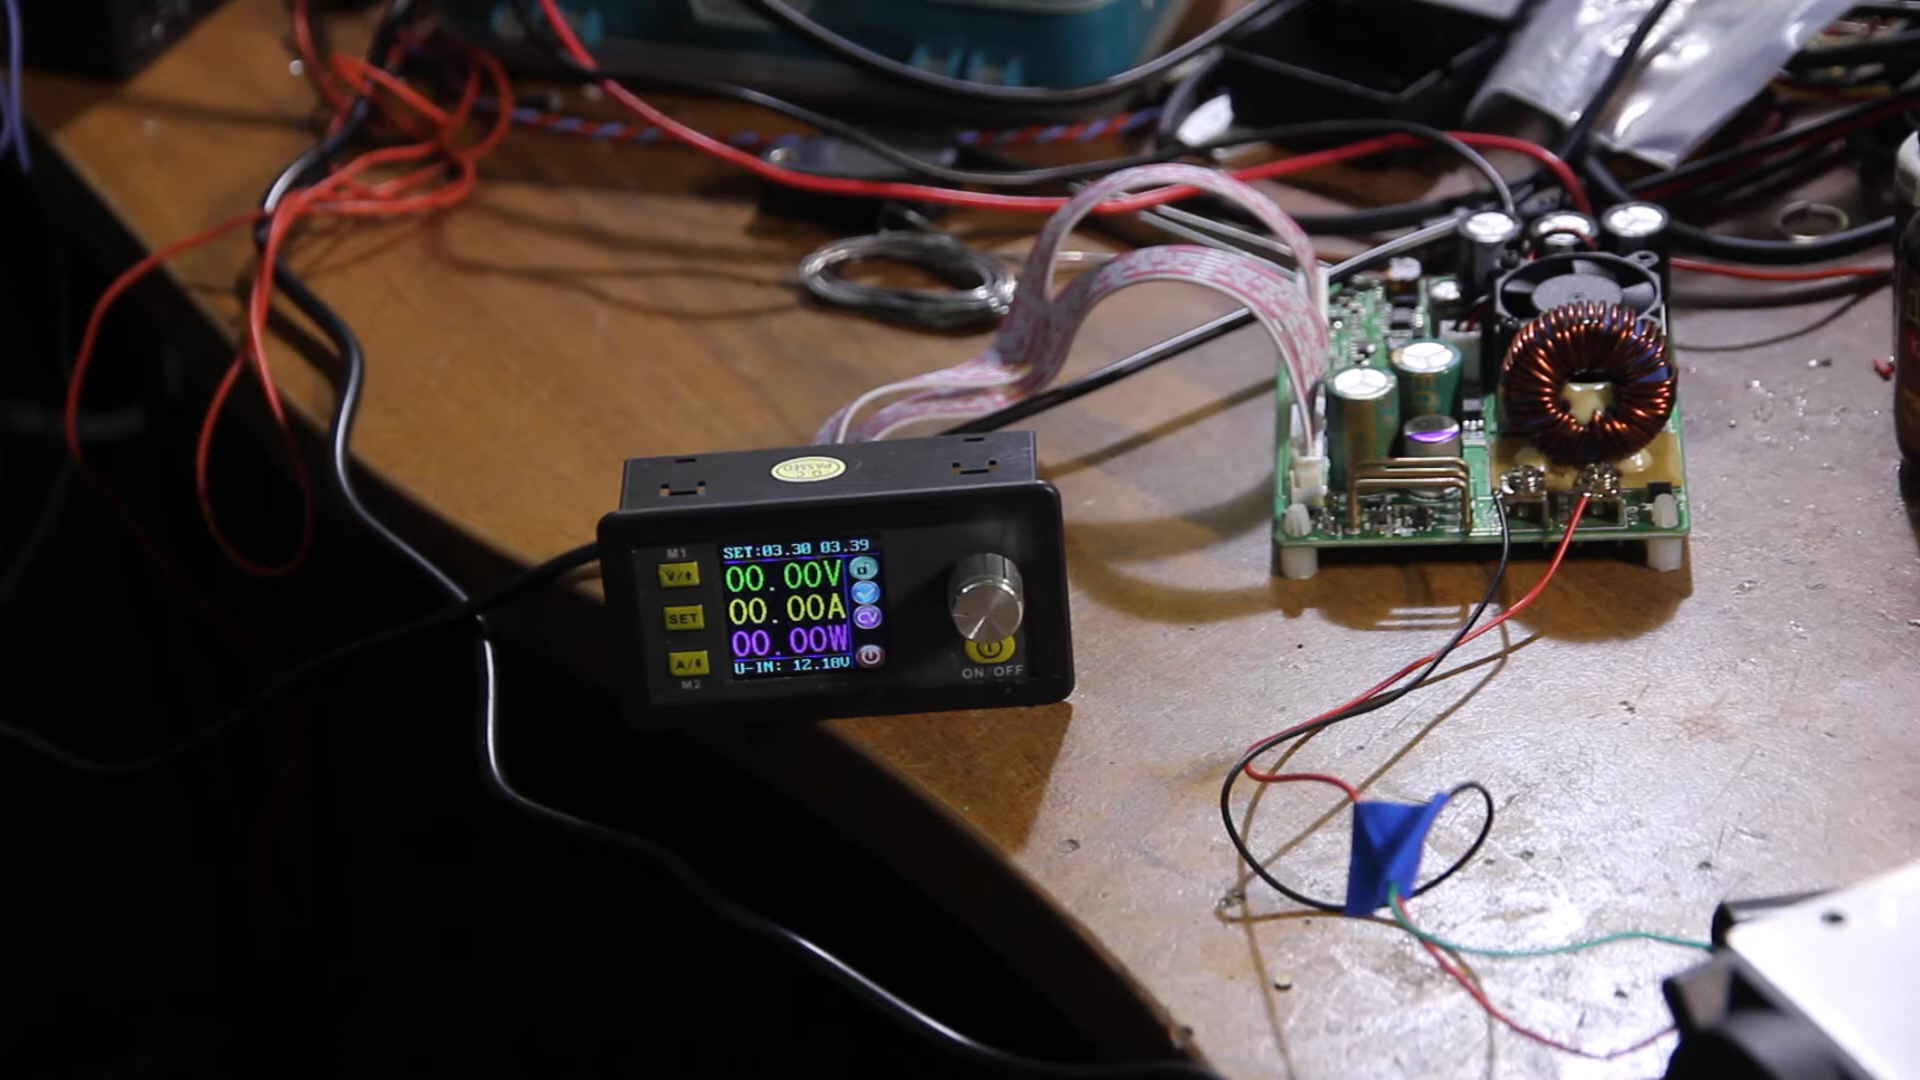 Q.C
PASSED
M1
V/⬆
SET
A/⬇
M2
SET:03.30 03.39
00.00V
00.00A
00.00W
U-IN: 12.18V
CV
ON/OFF